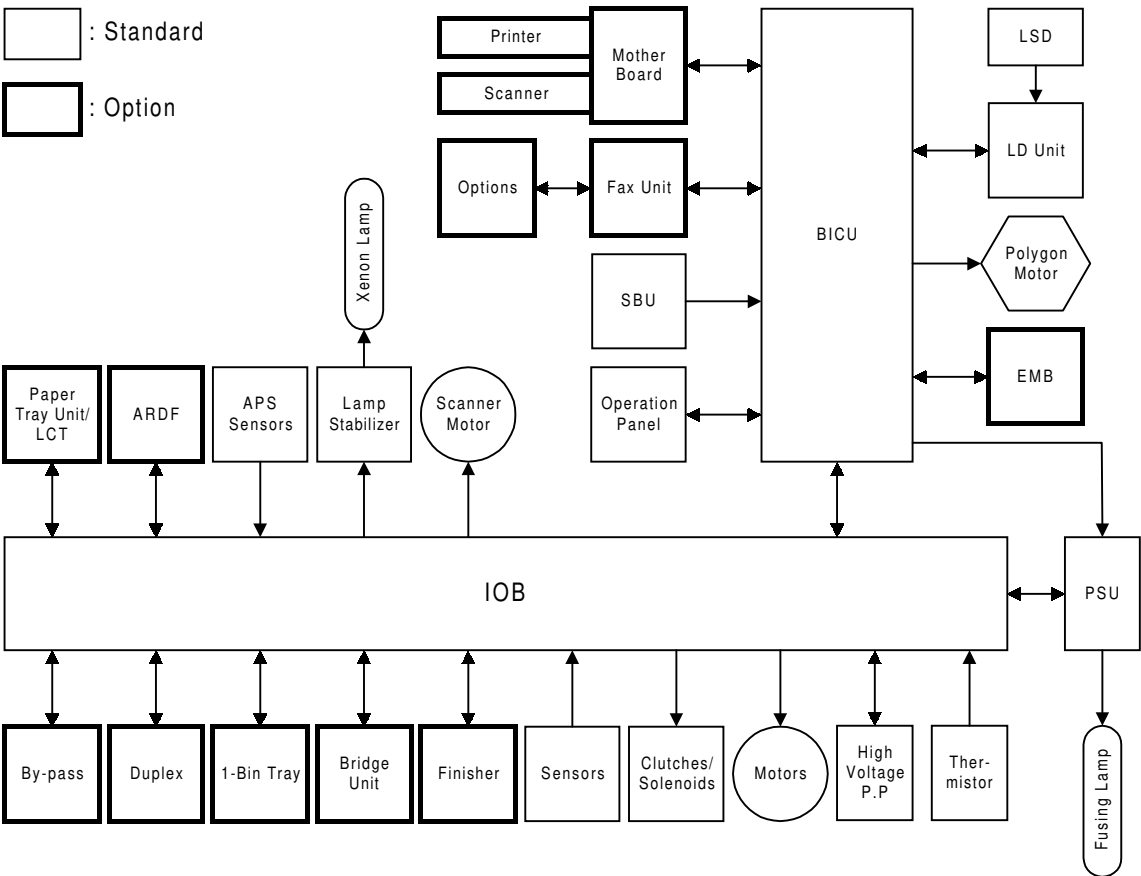 : Standard
: Option
Printer
Scanner
Mother
Board
Options
Fax Unit
SBU
Operation
Panel
BICU
LSD
LD Unit
Polygon
Motor
EMB
Xenon Lamp
Paper
Tray Unit/
LCT
ARDF
APS
Sensors
Lamp
Stabilizer
Scanner
Motor
IOB
PSU
By-pass
Duplex
1-Bin Tray
Bridge
Unit
Finisher
Sensors
Clutches/
Solenoids
Motors
High
Voltage
P.P
Ther-
mistor
Fusing Lamp